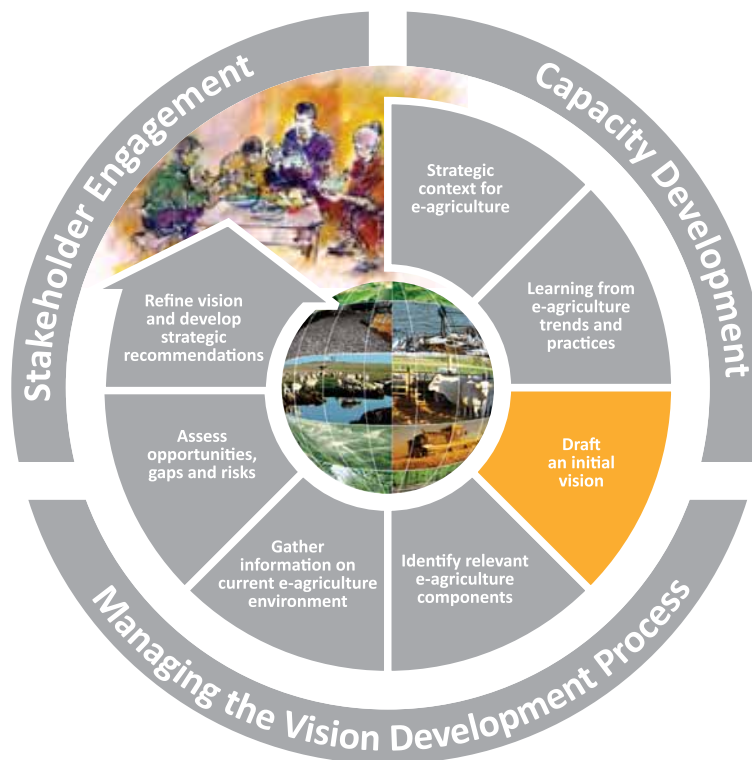 Stakeholder Engagement
Capacity Development
Strategic
context for
e-agriculture
Learning from
e-agriculture
trends and
practices
Draft
an initial
vision
Identify relevant
e-agriculture
components
Gather
information on
current e-agriculture
environment
Assess
opportunities,
gaps and risks
Refine vision
and develop
strategic
recommendations
Managing the Vision Development Process